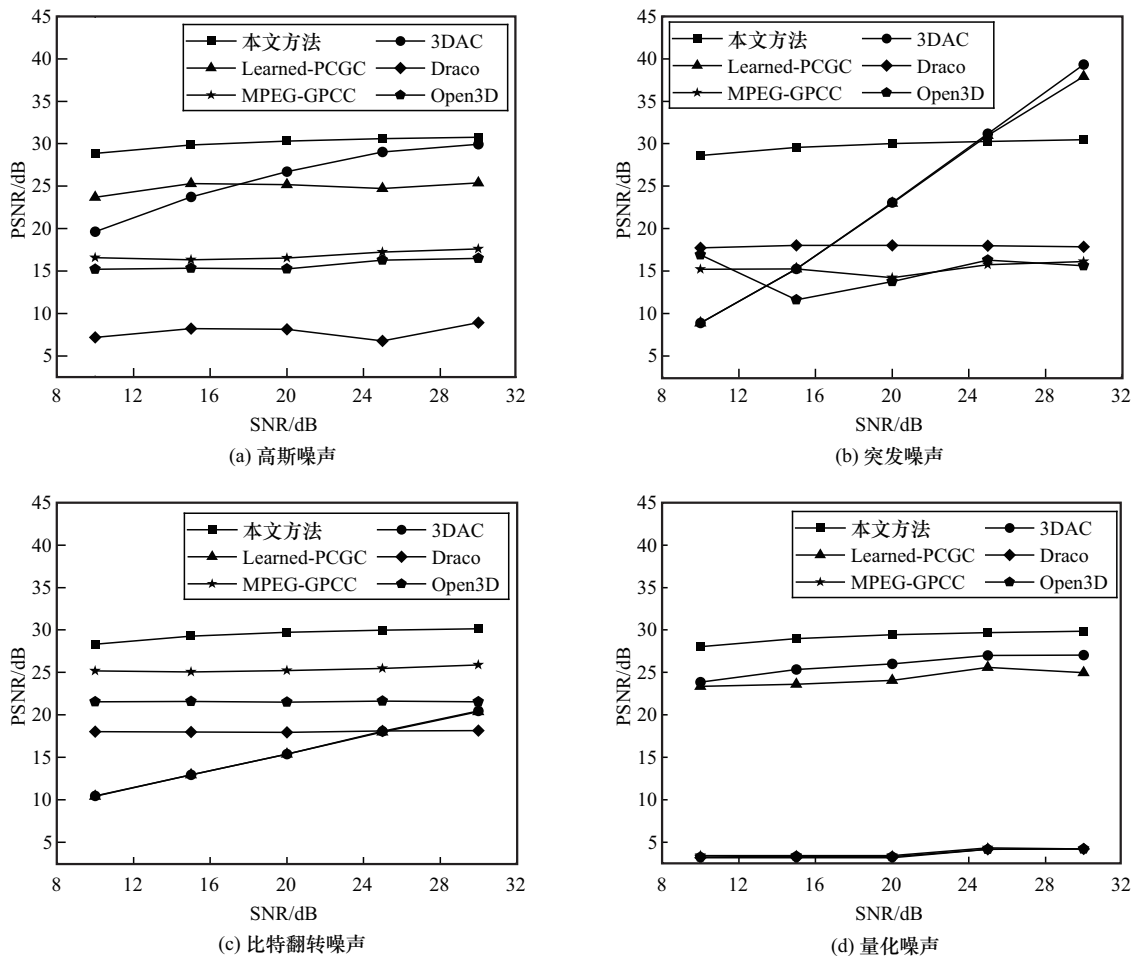 45
40
35
30
25
20
15
10
5
PSNR/dB
本文方法 3DAC
Learned-PCGC Draco
MPEG-GPCC Open3D
8 12 16 20 24 28 32
SNR/dB
(a) 高斯噪声
45
40
35
30
25
20
15
10
5
PSNR/dB
本文方法 3DAC
Learned-PCGC Draco
MPEG-GPCC Open3D
8 12 16 20 24 28 32
SNR/dB
(b) 突发噪声
45
40
35
30
25
20
15
10
5
PSNR/dB
本文方法 3DAC
Learned-PCGC Draco
MPEG-GPCC Open3D
8 12 16 20 24 28 32
SNR/dB
(c) 比特翻转噪声
45
40
35
30
25
20
15
10
5
PSNR/dB
本文方法 3DAC
Learned-PCGC Draco
MPEG-GPCC Open3D
8 12 16 20 24 28 32
SNR/dB
(d) 量化噪声